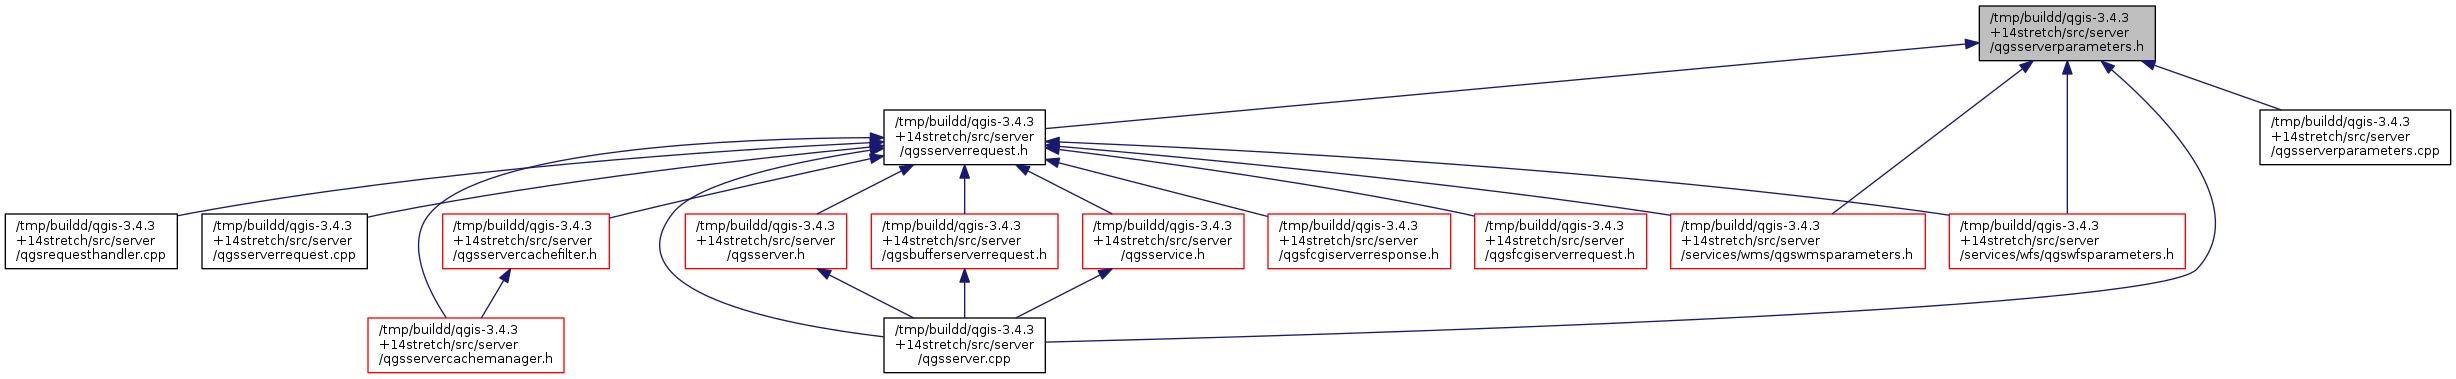 /tmp/buildd/qgis-3.4.3
+14stretch/src/server
/qgsserverparameters.h
/tmp/buildd/qgis-3.4.3
+14stretch/src/server
/qgsserverrequest.h
/tmp/buildd/qgis-3.4.3
+14stretch/src/server
/qgsserverparameters.cpp
/tmp/buildd/qgis-3.4.3
+14stretch/src/server
/qgsrequesthandler.cpp
/tmp/buildd/qgis-3.4.3
+14stretch/src/server
/qgsserverrequest.cpp
/tmp/buildd/qgis-3.4.3
+14stretch/src/server
/qgsservercachefilter.h
/tmp/buildd/qgis-3.4.3
+14stretch/src/server
/qgsserver.h
/tmp/buildd/qgis-3.4.3
+14stretch/src/server
/qgsbufferserverrequest.h
/tmp/buildd/qgis-3.4.3
+14stretch/src/server
/qgsservice.h
/tmp/buildd/qgis-3.4.3
+14stretch/src/server
/qgsfcgiserverresponse.h
/tmp/buildd/qgis-3.4.3
+14stretch/src/server
/qgsfcgiserverrequest.h
/tmp/buildd/qgis-3.4.3
+14stretch/src/server
/services/wms/qgswmsparameters.h
/tmp/buildd/qgis-3.4.3
+14stretch/src/server
/services/wfs/qgswfsparameters.h
/tmp/buildd/qgis-3.4.3
+14stretch/src/server
/qgsservercachemanager.h
/tmp/buildd/qgis-3.4.3
+14stretch/src/server
/qgsserver.cpp